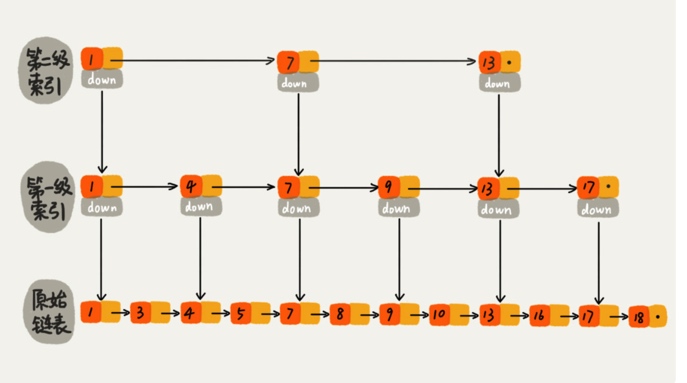 第二级
索引
1 7 13
down down down
第一级
索引
1 4 7 9 13 17
down down down down down down
原始
链表
1 3 4 5 7 8 9 10 13 16 17 18